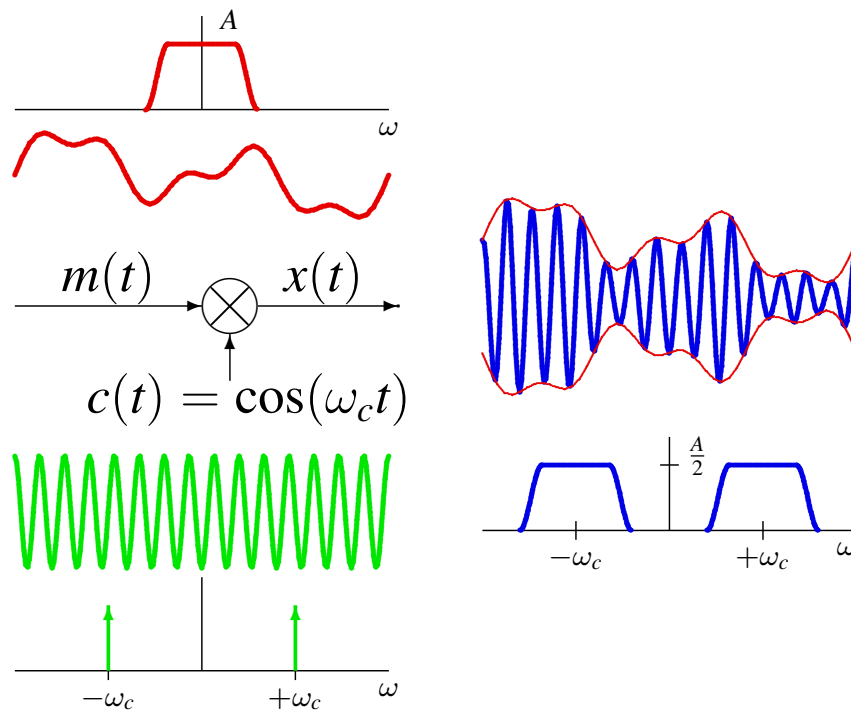 A
ω
m(t) x(t)
c(t) = cos(ω_c t)
−ω_c +ω_c ω
A/2
−ω_c +ω_c ω